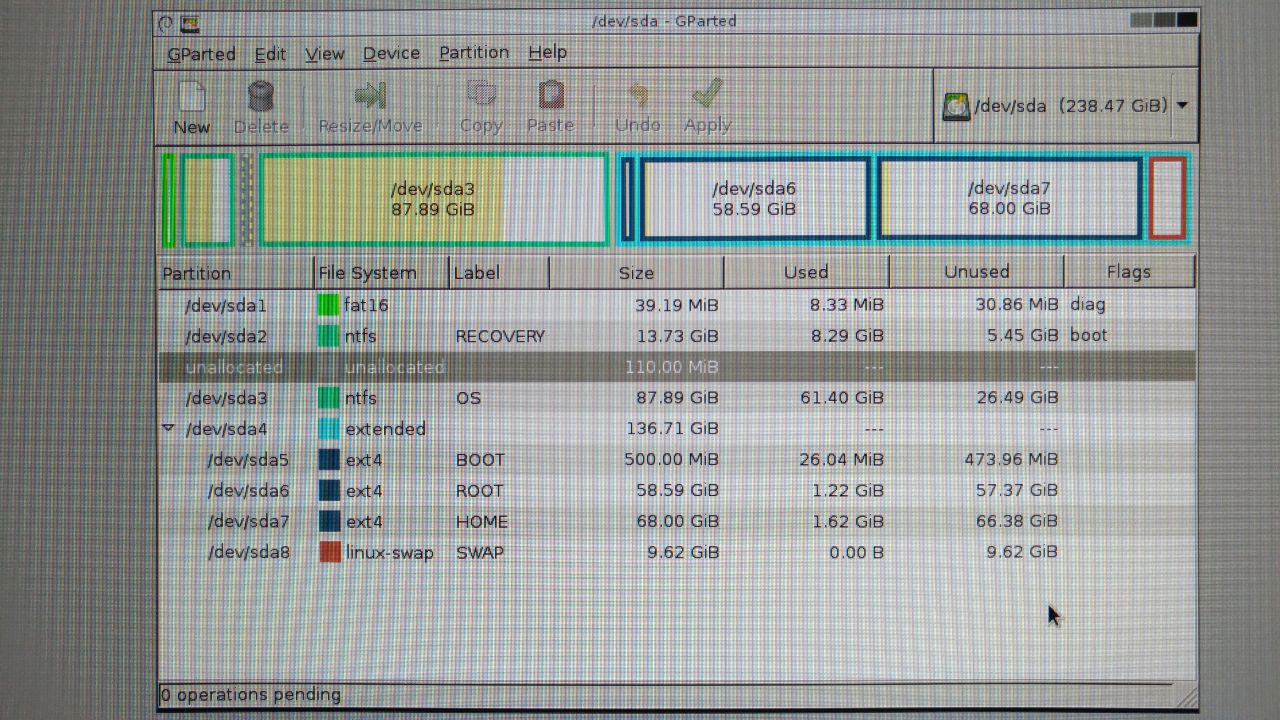 /dev/sda - GParted
GParted Edit View Device Partition Help
New Delete Resize/Move Copy Paste Undo Apply /dev/sda (238.47 GiB)
/dev/sda3 /dev/sda6 /dev/sda7
87.89 GiB 58.59 GiB 68.00 GiB
Partition File System Label Size Used Unused Flags
/dev/sda1 fat16 39.19 MiB 8.33 MiB 30.86 MiB diag
/dev/sda2 ntfs RECOVERY 13.73 GiB 8.29 GiB 5.45 GiB boot
unallocated unallocated 110.00 MiB --- ---
/dev/sda3 ntfs OS 87.89 GiB 61.40 GiB 26.49 GiB
/dev/sda4 extended 136.71 GiB --- ---
/dev/sda5 ext4 BOOT 500.00 MiB 26.04 MiB 473.96 MiB
/dev/sda6 ext4 ROOT 58.59 GiB 1.22 GiB 57.37 GiB
/dev/sda7 ext4 HOME 68.00 GiB 1.62 GiB 66.38 GiB
/dev/sda8 linux-swap SWAP 9.62 GiB 0.00 B 9.62 GiB
0 operations pending